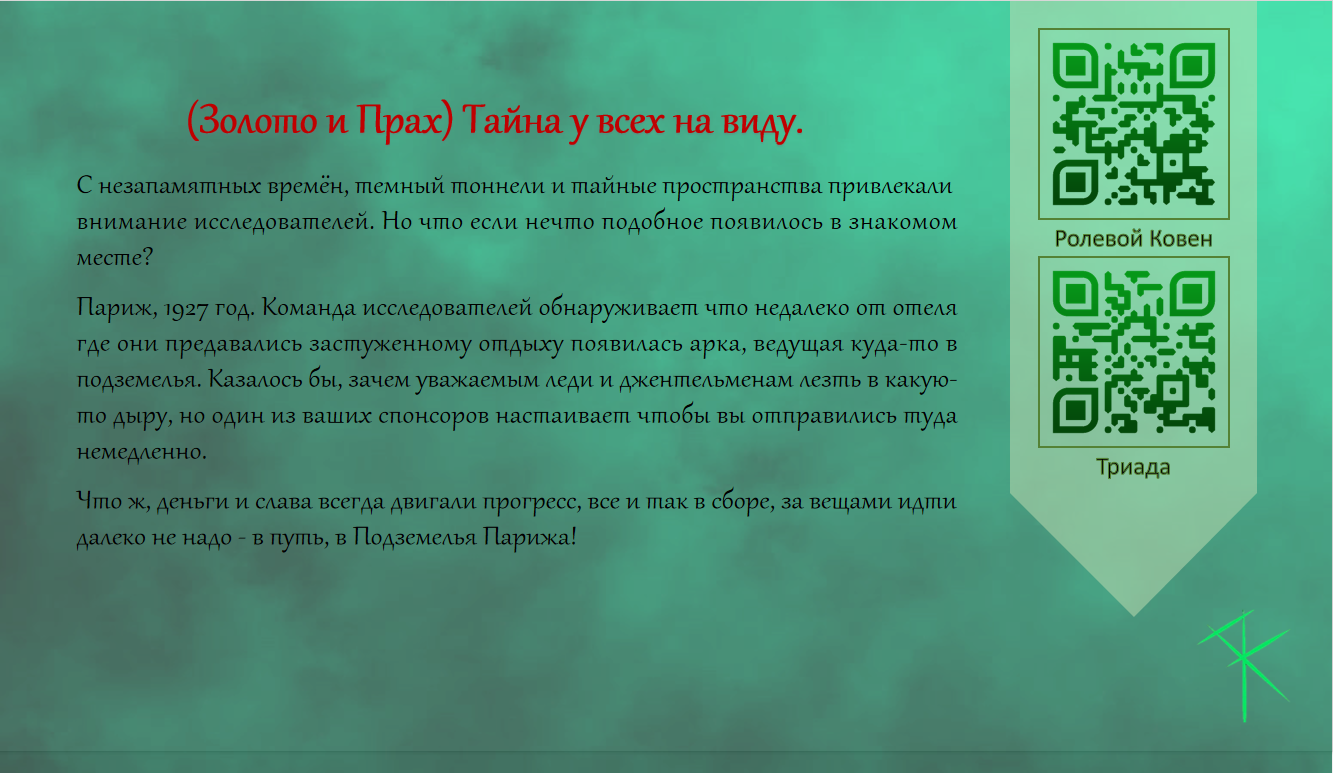 (Золото и Прах) Тайна у всех на виду.
С незапамятных времён, темный тоннели и тайные пространства привлекали
внимание исследователей. Но что если нечто подобное появилось в знакомом
месте?
Париж, 1927 год. Команда исследователей обнаруживает что недалеко от отеля
где они предавались застуженному отдыху появилась арка, ведущая куда-то в
подземелья. Казалось бы, зачем уважаемым леди и джентельменам лезть в какую-
то дыру, но один из ваших спонсоров настаивает чтобы вы отправились туда
немедленно.
Что ж, деньги и слава всегда двигали прогресс, все и так в сборе, за вещами идти
далеко не надо - в путь, в Подземелья Парижа!
Ролевой Ковен
Триада